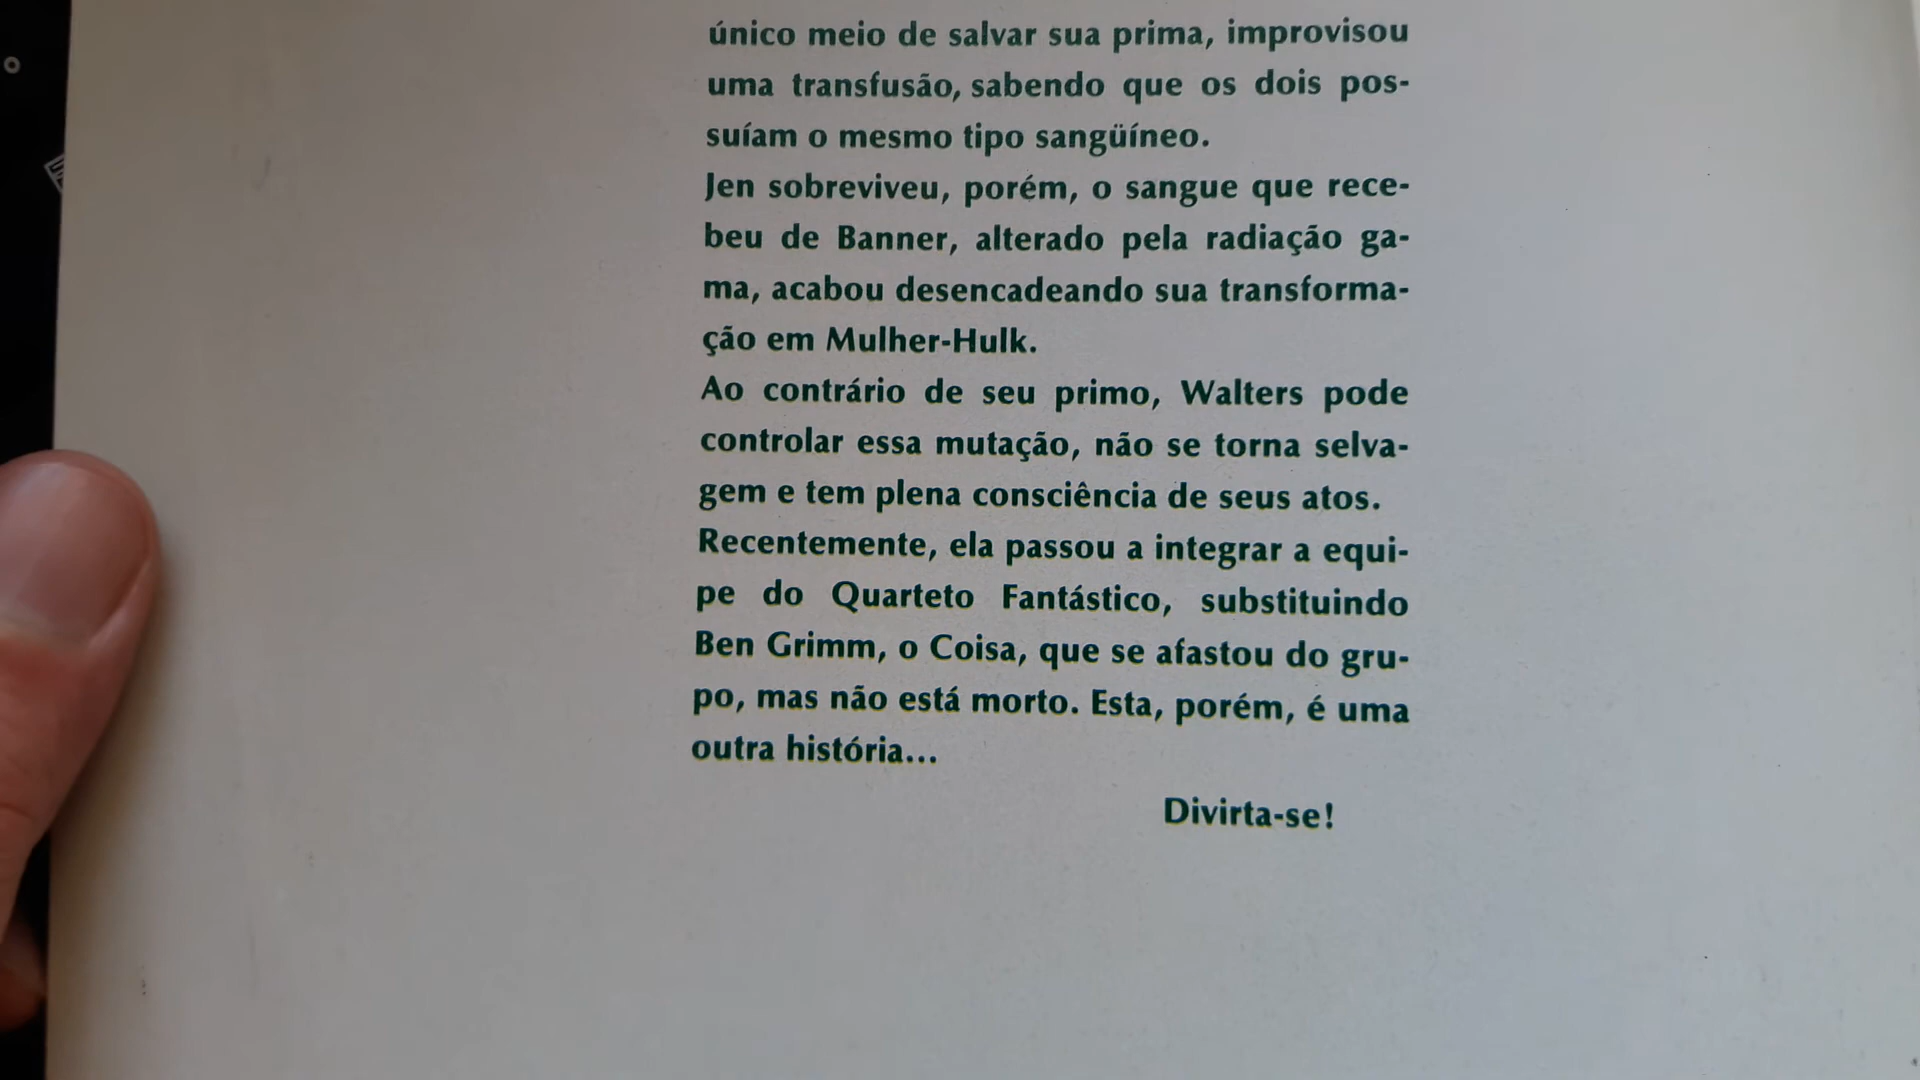 único meio de salvar sua prima, improvisou
uma transfusão, sabendo que os dois pos-
suíam o mesmo tipo sangüíneo.
Jen sobreviveu, porém, o sangue que rece-
beu de Banner, alterado pela radiação ga-
ma, acabou desencadeando sua transforma-
ção em Mulher-Hulk.
Ao contrário de seu primo, Walters pode
controlar essa mutação, não se torna selva-
gem e tem plena consciência de seus atos.
Recentemente, ela passou a integrar a equi-
pe do Quarteto Fantástico, substituindo
Ben Grimm, o Coisa, que se afastou do gru-
po, mas não está morto. Esta, porém, é uma
outra história...
Divirta-se!